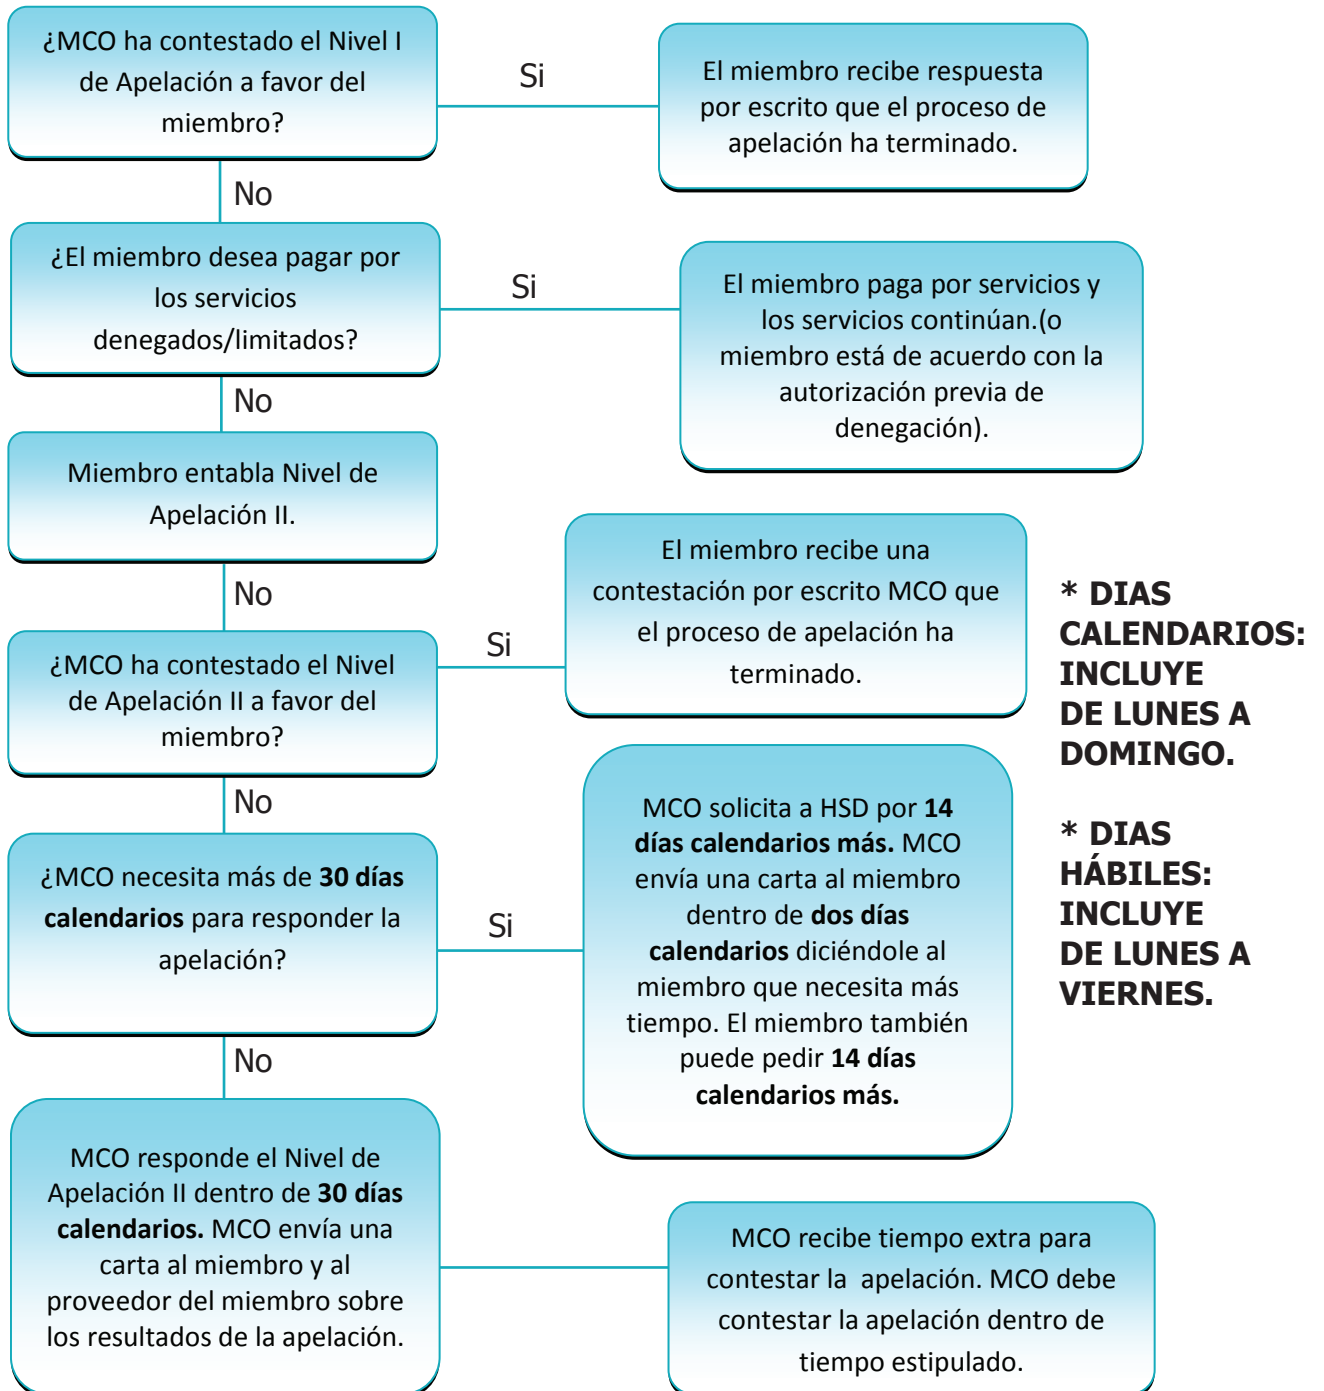 ¿MCO ha contestado el Nivel I
de Apelación a favor del
miembro?
Si
El miembro recibe respuesta
por escrito que el proceso de
apelación ha terminado.
No
¿El miembro desea pagar por
los servicios
denegados/limitados?
Si
El miembro paga por servicios y
los servicios continúan.(o
miembro está de acuerdo con la
autorización previa de
denegación).
No
Miembro entabla Nivel de
Apelación II.
No
¿MCO ha contestado el Nivel
de Apelación II a favor del
miembro?
Si
El miembro recibe una
contestación por escrito MCO que
el proceso de apelación ha
terminado.
* DIAS
CALENDARIOS:
INCLUYE
DE LUNES A
DOMINGO.
* DIAS
HÁBILES:
INCLUYE
DE LUNES A
VIERNES.
No
¿MCO necesita más de 30 días
calendarios para responder la
apelación?
Si
MCO solicita a HSD por 14
días calendarios más. MCO
envía una carta al miembro
dentro de dos días
calendarios diciéndole al
miembro que necesita más
tiempo. El miembro también
puede pedir 14 días
calendarios más.
No
MCO responde el Nivel de
Apelación II dentro de 30 días
calendarios. MCO envía una
carta al miembro y al
proveedor del miembro sobre
los resultados de la apelación.
MCO recibe tiempo extra para
contestar la apelación. MCO debe
contestar la apelación dentro de
tiempo estipulado.